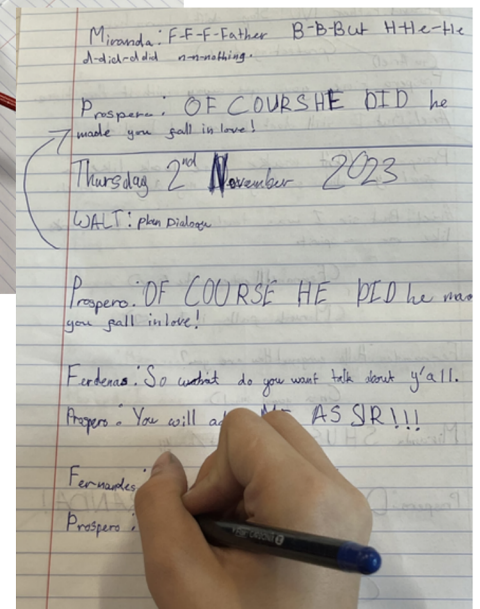 Miranda: F-F-F-Father B-B-But H-He-He
d-did-d did n-n-nothing.
Prospero: OF COURSHE DID he
made you fall in love!
Thursday 2nd November 2023
WALT: plan Dialogu
Prospero: OF COURSE HE DID he ma
you fall in love!
Ferdenas: So what do you want talk about y'all.
Prospero: You will AS SIR!!!
Fernandes
Prospero: